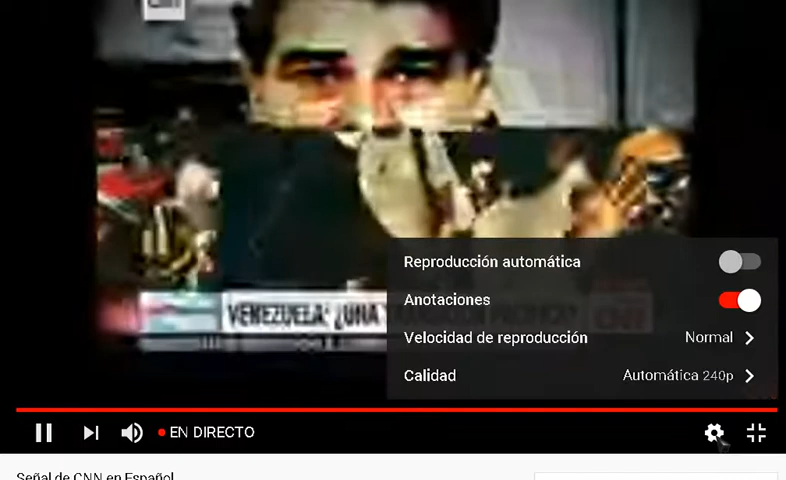 VENEZUELA: ¿UNA
Reproducción automática
Anotaciones
Velocidad de reproducción Normal
Calidad Automática 240p
EN DIRECTO
Señal de CNN en Español